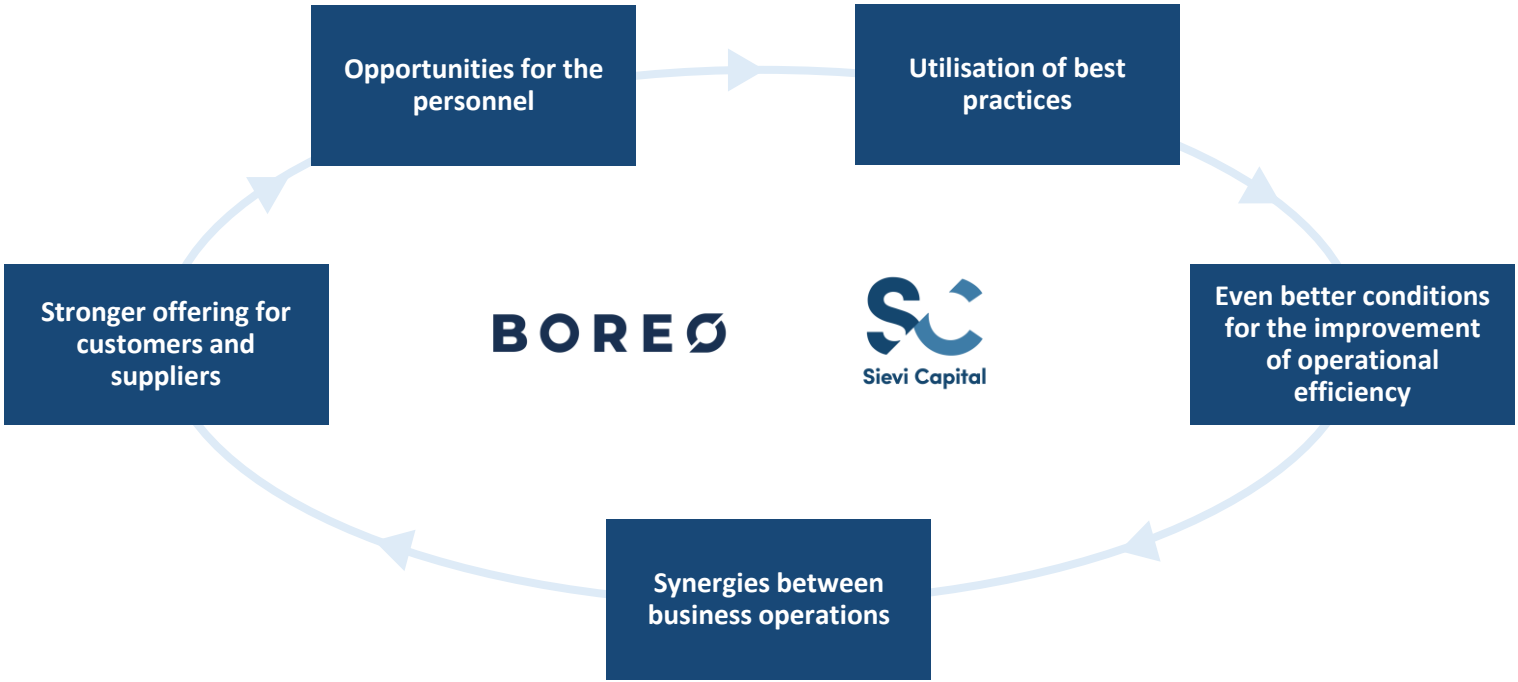 Opportunities for the
personnel
Utilisation of best
practices
Stronger offering for
customers and
suppliers
BOREO
SC
Sievi Capital
Even better conditions
for the improvement
of operational
efficiency
Synergies between
business operations